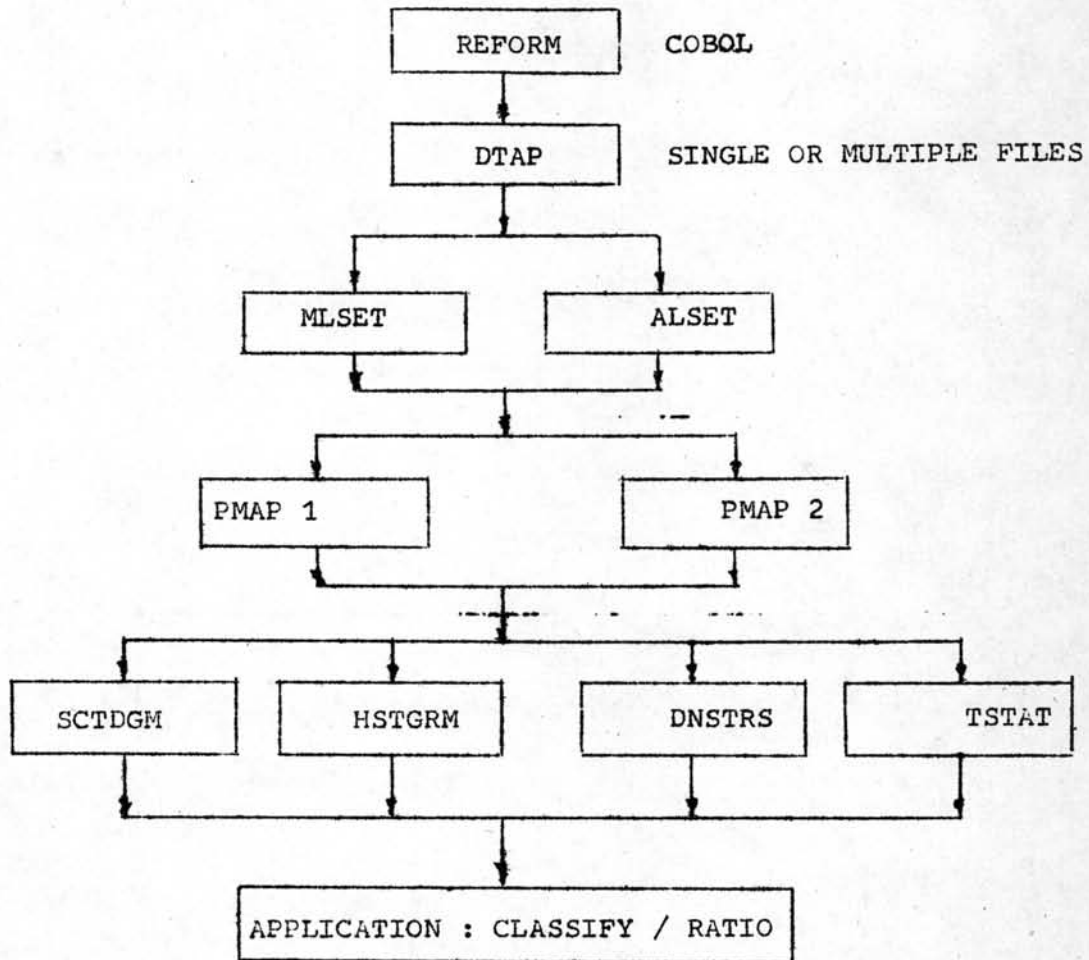 REFORM COBOL
DTAP SINGLE OR MULTIPLE FILES
MLSET ALSET
PMAP 1 PMAP 2
SCTDGM HSTGRM DNSTRS TSTAT
APPLICATION : CLASSIFY / RATIO